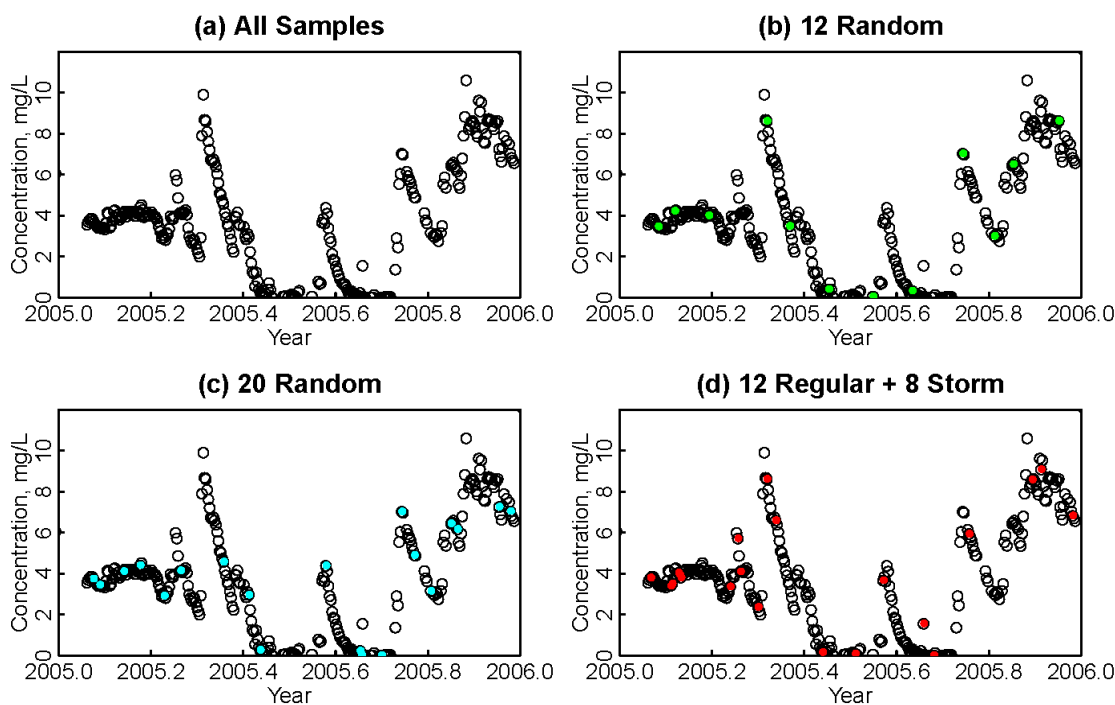 (a) All Samples
Concentration, mg/L
0 2 4 6 8 10
2005.0 2005.2 2005.4 2005.6 2005.8 2006.0
Year
(b) 12 Random
Concentration, mg/L
0 2 4 6 8 10
2005.0 2005.2 2005.4 2005.6 2005.8 2006.0
Year
(c) 20 Random
Concentration, mg/L
0 2 4 6 8 10
2005.0 2005.2 2005.4 2005.6 2005.8 2006.0
Year
(d) 12 Regular + 8 Storm
Concentration, mg/L
0 2 4 6 8 10
2005.0 2005.2 2005.4 2005.6 2005.8 2006.0
Year